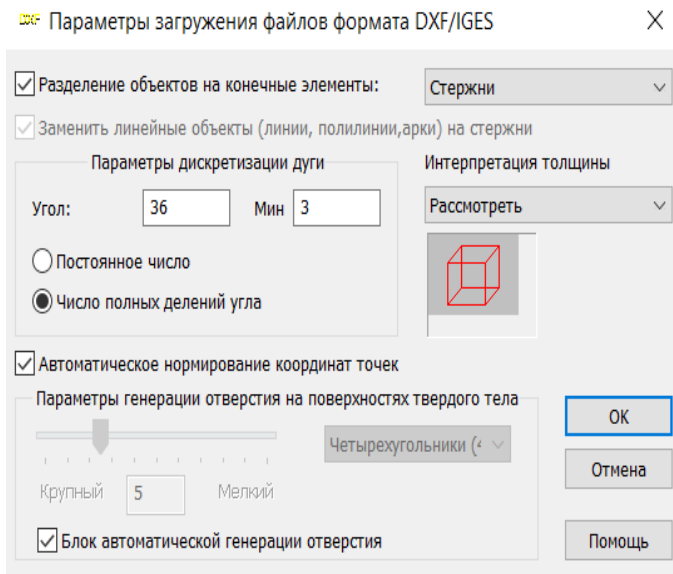 DXF Параметры загружения файлов формата DXF/IGES
Разделение объектов на конечные элементы: Стержни
Заменить линейные объекты (линии, полилинии,арки) на стержни
Параметры дискретизации дуги
Интерпретация толщины
Угол: 36 Мин 3
Рассмотреть
Постоянное число
Число полных делений угла
Автоматическое нормирование координат точек
Параметры генерации отверстия на поверхностях твердого тела
Четырехугольники (4
Крупный 5 Мелкий
Блок автоматической генерации отверстия
OK
Отмена
Помощь